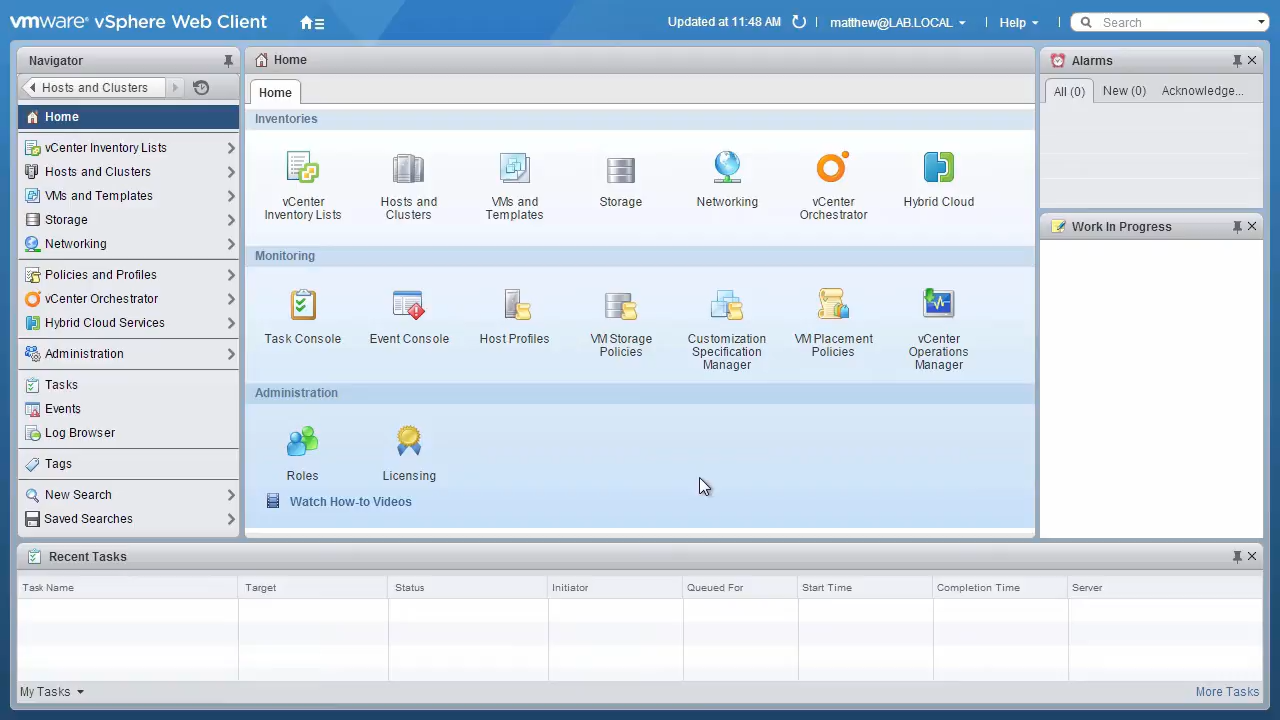 vmware® vSphere Web Client
Updated at 11:48 AM
matthew@LAB.LOCAL
Help
Search
Navigator
Hosts and Clusters
Home
vCenter Inventory Lists
Hosts and Clusters
VMs and Templates
Storage
Networking
Policies and Profiles
vCenter Orchestrator
Hybrid Cloud Services
Administration
Tasks
Events
Log Browser
Tags
New Search
Saved Searches
Home
Home
Inventories
vCenter
Inventory Lists
Hosts and
Clusters
VMs and
Templates
Storage
Networking
vCenter
Orchestrator
Hybrid Cloud
Monitoring
Task Console
Event Console
Host Profiles
VM Storage
Policies
Customization
Specification
Manager
VM Placement
Policies
vCenter
Operations
Manager
Administration
Roles
Licensing
Watch How-to Videos
Alarms
All (0)
New (0)
Acknowledge...
Work In Progress
Recent Tasks
Task Name
Target
Status
Initiator
Queued For
Start Time
Completion Time
Server
My Tasks
More Tasks